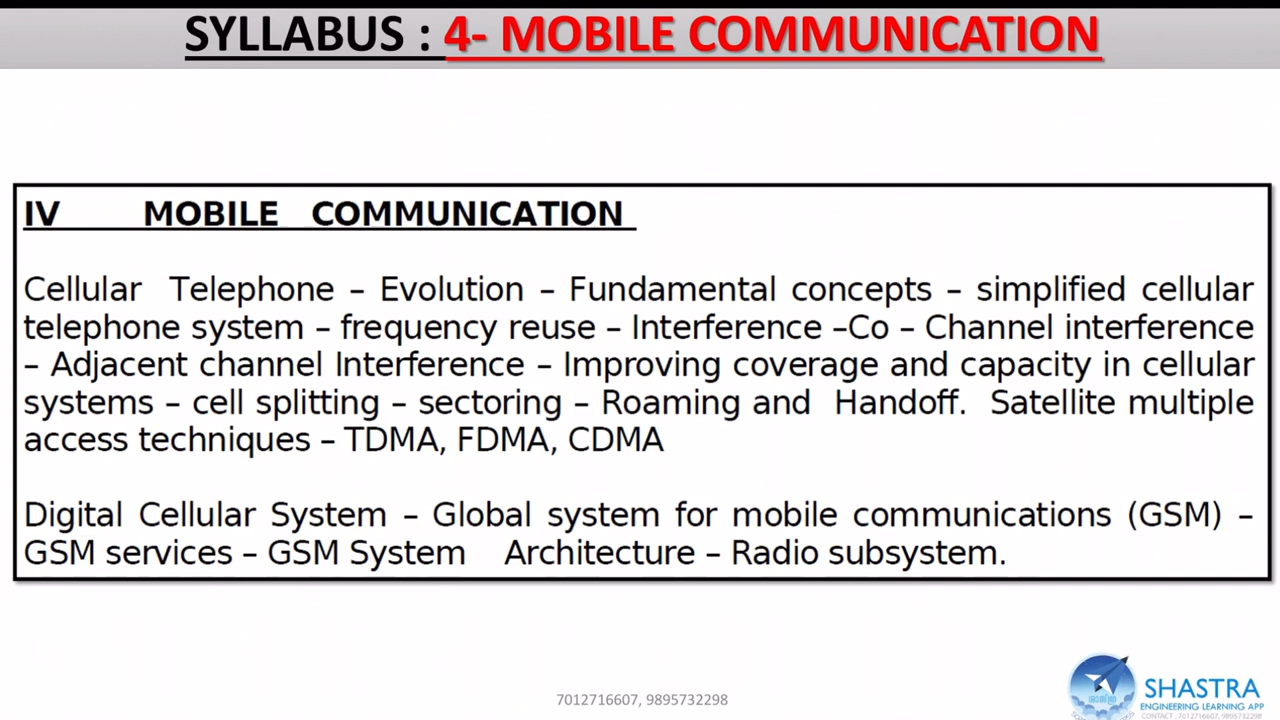 SYLLABUS : 4- MOBILE COMMUNICATION
IV MOBILE COMMUNICATION
Cellular Telephone – Evolution – Fundamental concepts – simplified cellular
telephone system – frequency reuse – Interference –Co – Channel interference
– Adjacent channel Interference – Improving coverage and capacity in cellular
systems – cell splitting – sectoring – Roaming and Handoff. Satellite multiple
access techniques – TDMA, FDMA, CDMA
Digital Cellular System – Global system for mobile communications (GSM) –
GSM services – GSM System Architecture – Radio subsystem.
7012716607, 9895732298
SHASTRA
ENGINEERING LEARNING APP
CONTACT : 7012716607, 9895732298